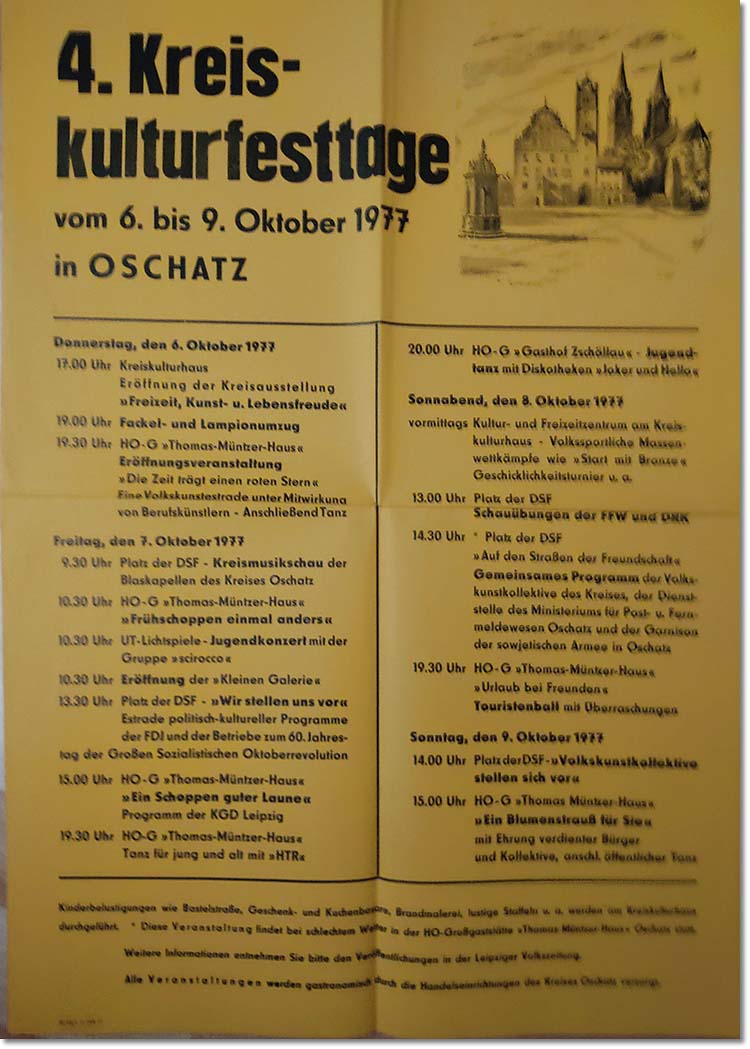 4. Kreis-
kulturfesttage
vom 6. bis 9. Oktober 1977
in OSCHATZ
Donnerstag, den 6. Oktober 1977
17.00 Uhr Kreiskulturhaus
Eröffnung der Kreisausstellung
»Freizeit, Kunst- u. Lebensfreude«
19.00 Uhr Fackel- und Lampionumzug
19.30 Uhr HO-G »Thomas-Müntzer-Haus«
Eröffnungsveranstaltung
»Die Zeit trägt einen roten Stern«
Eine Volkskunstestrade unter Mitwirkung
von Berufskünstlern - Anschließend Tanz
Freitag, den 7. Oktober 1977
9.30 Uhr Platz der DSF - Kreismusikschau der
Blaskapellen des Kreises Oschatz
10.30 Uhr HO-G »Thomas-Müntzer-Haus«
»Frühschoppen einmal anders«
10.30 Uhr UT-Lichtspiele - Jugendkonzert mit der
Gruppe »scirocco«
10.30 Uhr Eröffnung der »Kleinen Galerie«
13.30 Uhr Platz der DSF - »Wir stellen uns vor«
Estrade politisch-kultureller Programme
der FDJ und der Betriebe zum 60. Jahres-
tag der Großen Sozialistischen Oktoberrevolution
15.00 Uhr HO-G »Thomas-Müntzer-Haus«
»Ein Schoppen guter Laune«
Programm der KGD Leipzig
19.30 Uhr HO-G »Thomas-Müntzer-Haus«
Tanz für jung und alt mit »HTR«
20.00 Uhr HO-G »Gasthof Zschöllau« - Jugend-
tanz mit Diskotheken »Joker und Hello«
Sonnabend, den 8. Oktober 1977
vormittags Kultur- und Freizeitzentrum am Kreis-
kulturhaus - Volkssportliche Massen-
wettkämpfe wie »Start mit Bronze«
Geschicklichkeitsturnier u. a.
13.00 Uhr Platz der DSF
Schauübungen der FFW und DRK
14.30 Uhr * Platz der DSF
»Auf den Straßen der Freundschaft«
Gemeinsames Programm der Volks-
kunstkollektive des Kreises, der Dienst-
stelle des Ministeriums für Post- u. Fern-
meldewesen Oschatz und der Garnison
der sowjetischen Armee in Oschatz
19.30 Uhr HO-G »Thomas-Müntzer-Haus«
»Urlaub bei Freunden«
Touristenball mit Überraschungen
Sonntag, den 9. Oktober 1977
14.00 Uhr Platz der DSF - »Volkskunstkollektive
stellen sich vor«
15.00 Uhr HO-G »Thomas Müntzer-Haus«
»Ein Blumenstrauß für Sie«
mit Ehrung verdienter Bürger
und Kollektive, anschl. öffentlicher Tanz
Kinderbelustigungen wie Bastelstraße, Geschenk- und Kuchenbasare, Brandmalerei, lustige Staffeln u. a. werden am Kreiskulturhaus
durchgeführt. * Diese Veranstaltung findet bei schlechtem Wetter in der HO-Großgaststätte »Thomas Müntzer-Haus« Oschatz statt.
Weitere Informationen entnehmen Sie bitte den Veröffentlichungen in der Leipziger Volkszeitung.
Alle Veranstaltungen werden gastronomisch durch die Handelseinrichtungen des Kreises Oschatz versorgt.